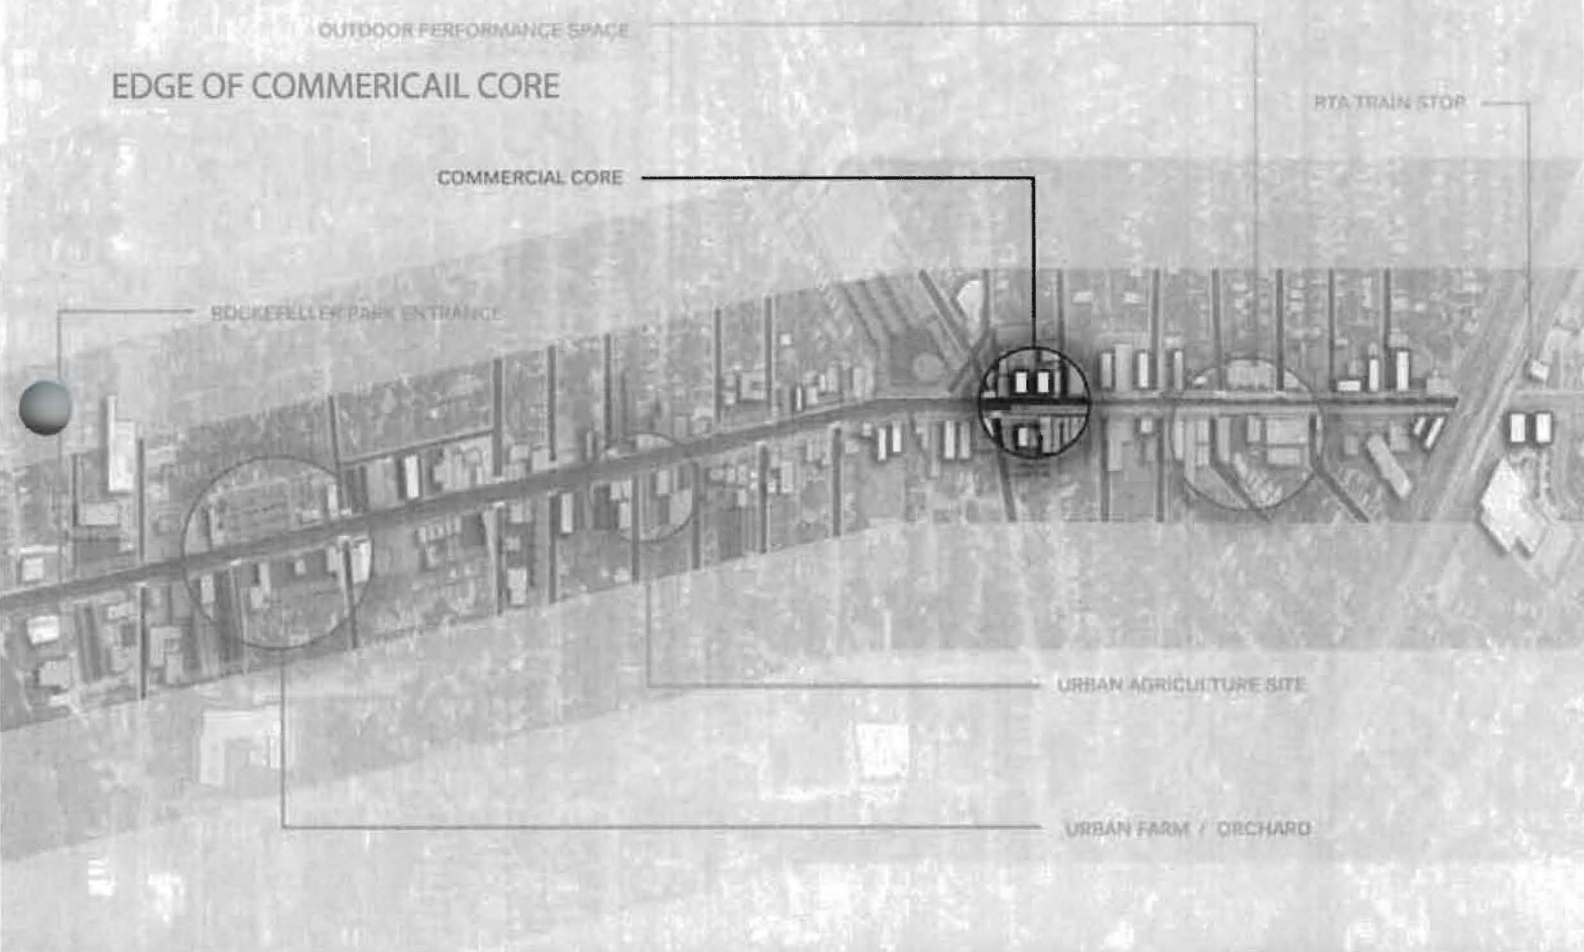 OUTDOOR PERFORMANCE SPACE
EDGE OF COMMERICAIL CORE
RTA TRAIN STOP
COMMERCIAL CORE
ROCKEFELLER PARK ENTRANCE
URBAN AGRICULTURE SITE
URBAN FARM / ORCHARD